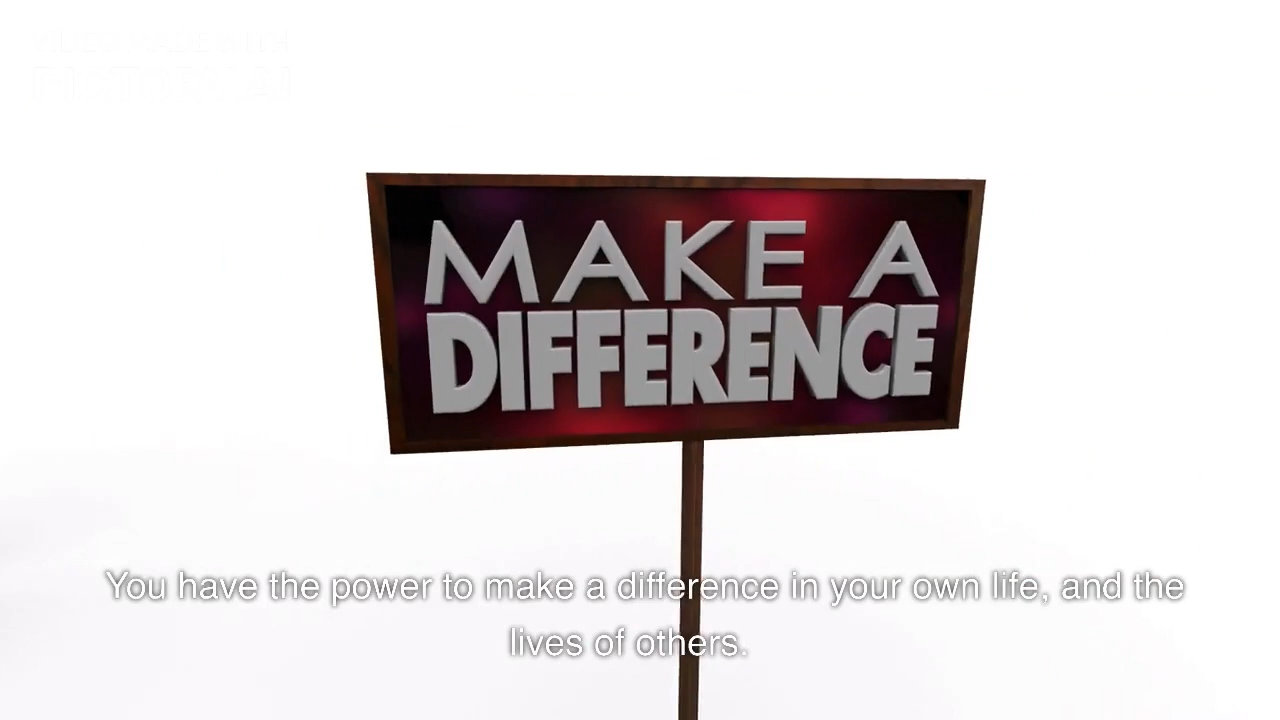 MAKE A
DIFFERENCE
You have the power to make a difference in your own life, and the
lives of others.